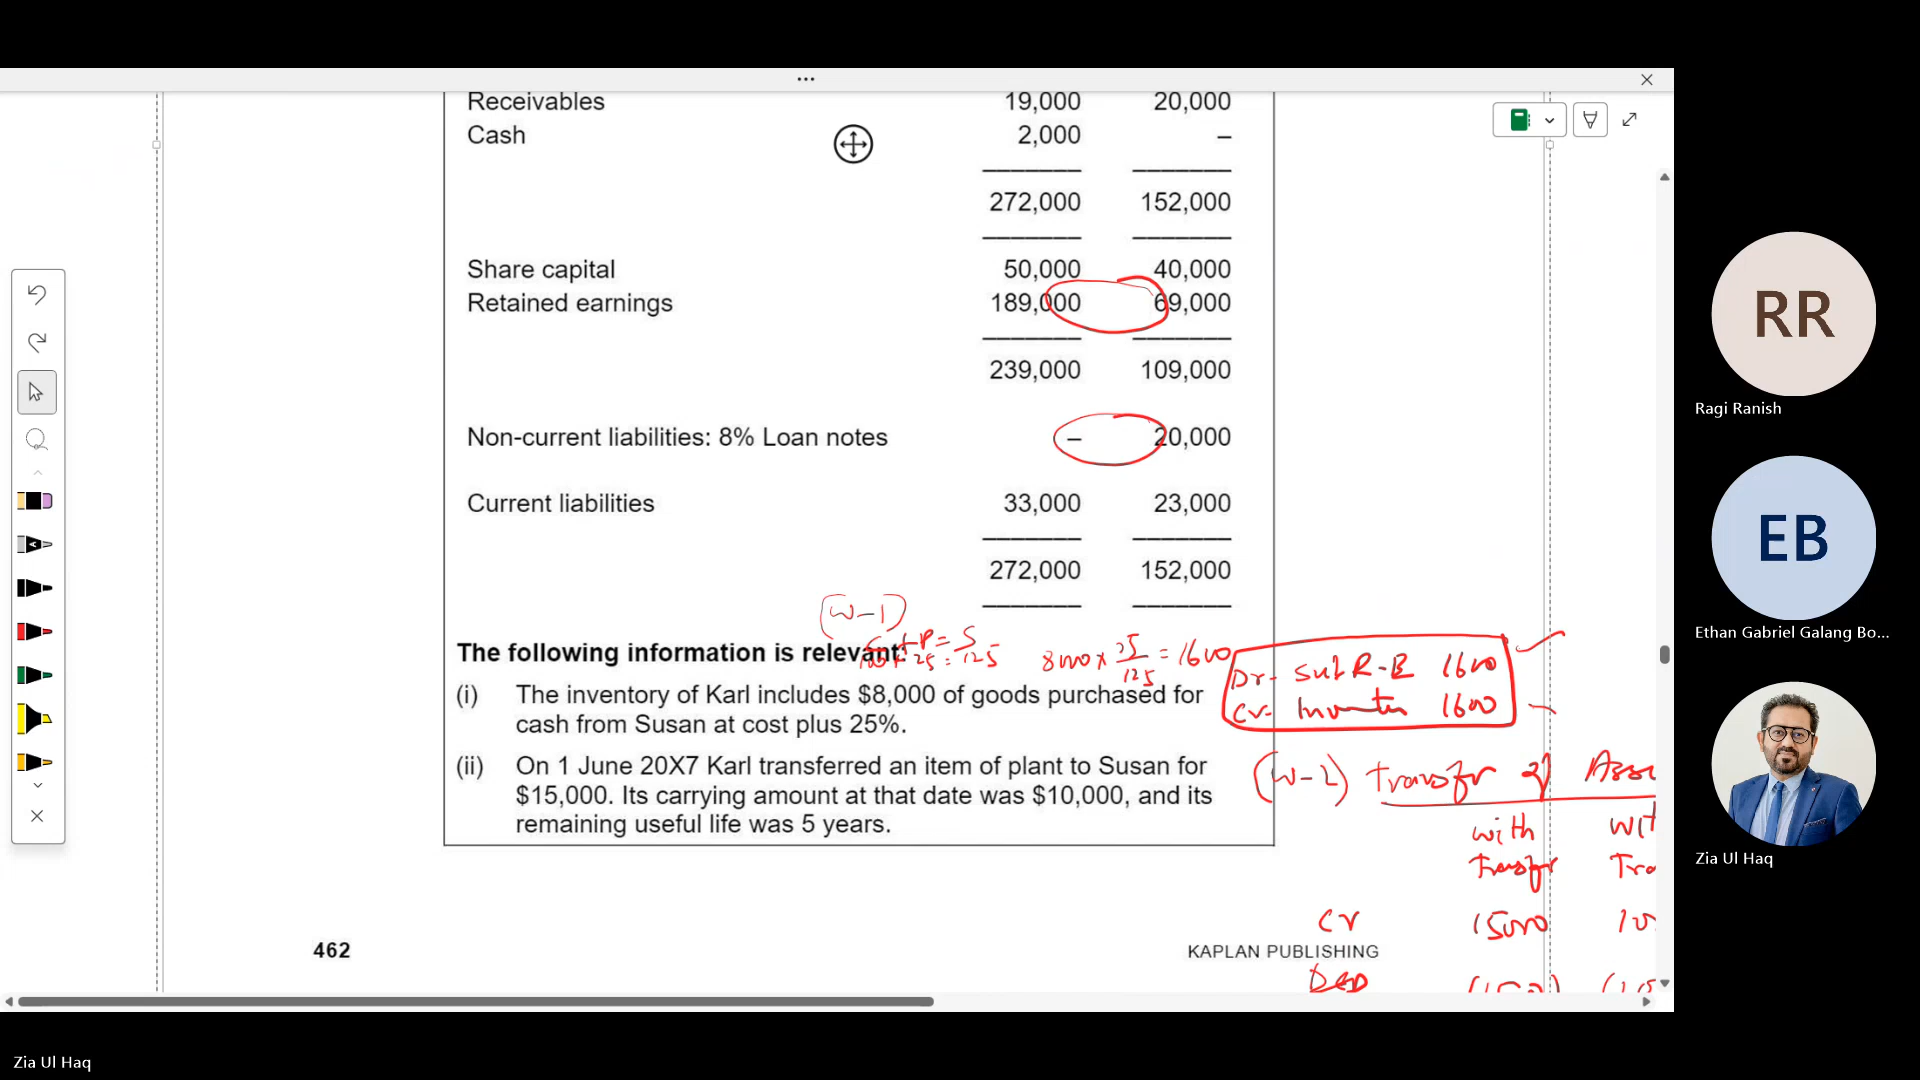 Receivables 19,000 20,000
Cash 2,000 –
272,000 152,000
Share capital 50,000 40,000
Retained earnings 189,000 69,000
239,000 109,000
Non-current liabilities: 8% Loan notes – 20,000
Current liabilities 33,000 23,000
272,000 152,000
(W-1)
C + P = S
100 + 25 = 125
8000 × 25/125 = 1600
The following information is relevant:
(i) The inventory of Karl includes $8,000 of goods purchased for
cash from Susan at cost plus 25%.
Dr- Sub R-E 1600
Cr- Inventory 1600
(ii) On 1 June 20X7 Karl transferred an item of plant to Susan for
$15,000. Its carrying amount at that date was $10,000, and its
remaining useful life was 5 years.
(W-2) Transfer of Asse
with
Transfer
wit
Tra
CV 15000 100
Dep
462
KAPLAN PUBLISHING
RR
Ragi Ranish
EB
Ethan Gabriel Galang Bo...
Zia Ul Haq
Zia Ul Haq